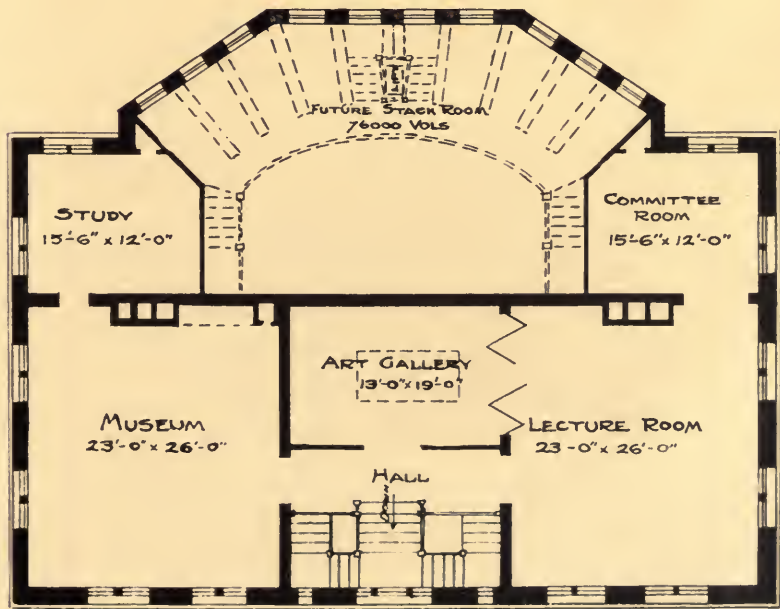 FUTURE STACK ROOM
76000 VOLS
STUDY
15'-6" x 12'-0"
COMMITTEE
ROOM
15'-6" x 12'-0"
ART GALLERY
13'-0" x 19'-0"
MUSEUM
23'-0" x 26'-0"
LECTURE ROOM
23-0" x 26'-0"
HALL